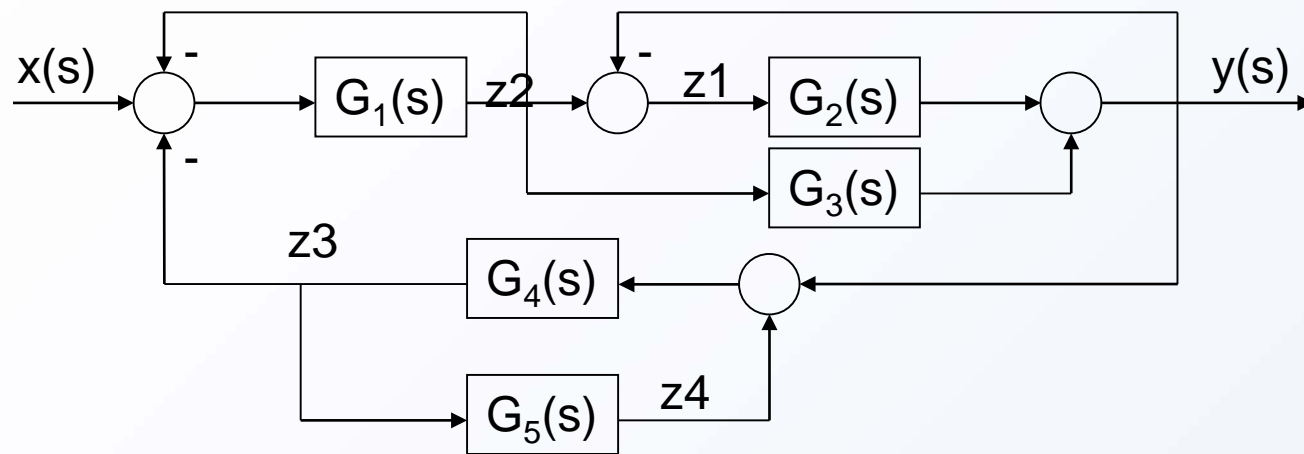 -
-
x(s)
z1
y(s)
G₁(s)
z2
G₂(s)
-
G₃(s)
z3
G₄(s)
G₅(s)
z4